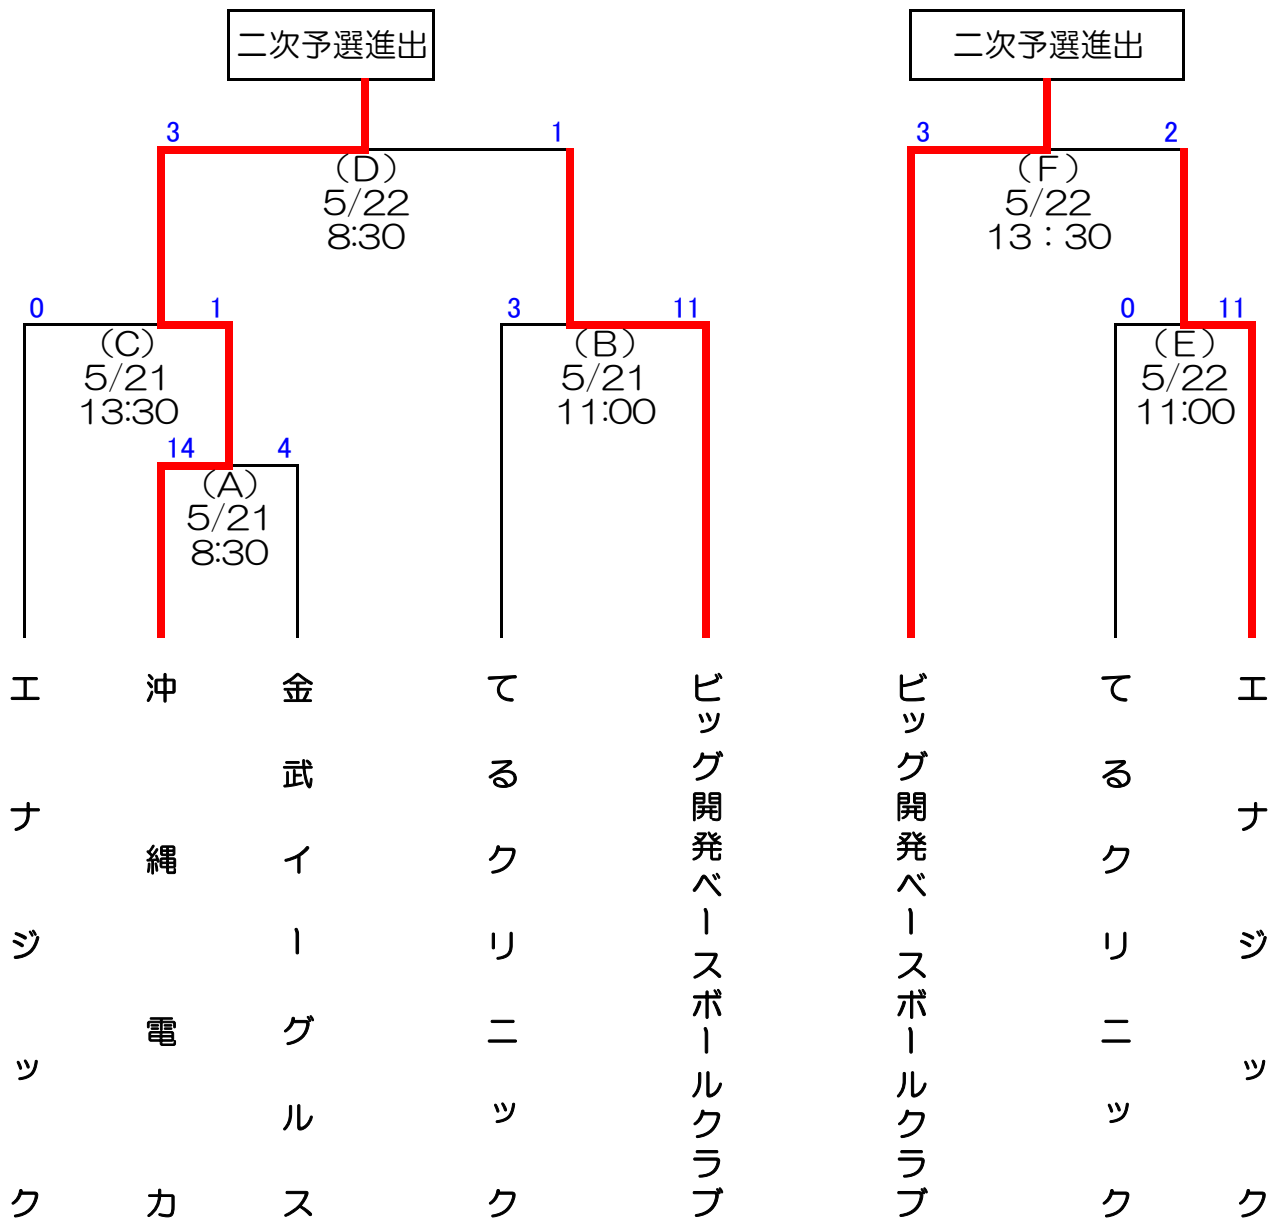 二次予選進出
二次予選進出
3
1
3
2
（D）
5/22
8:30
（F）
5/22
13：30
0
1
3
11
0
11
（C）
5/21
13:30
（B）
5/21
11:00
（E）
5/22
11:00
14
4
（A）
5/21
8:30
エナジック
沖縄電力
金武イーグルス
てるクリニック
ビッグ開発ベースボールクラブ
ビッグ開発ベースボールクラブ
てるクリニック
エナジック